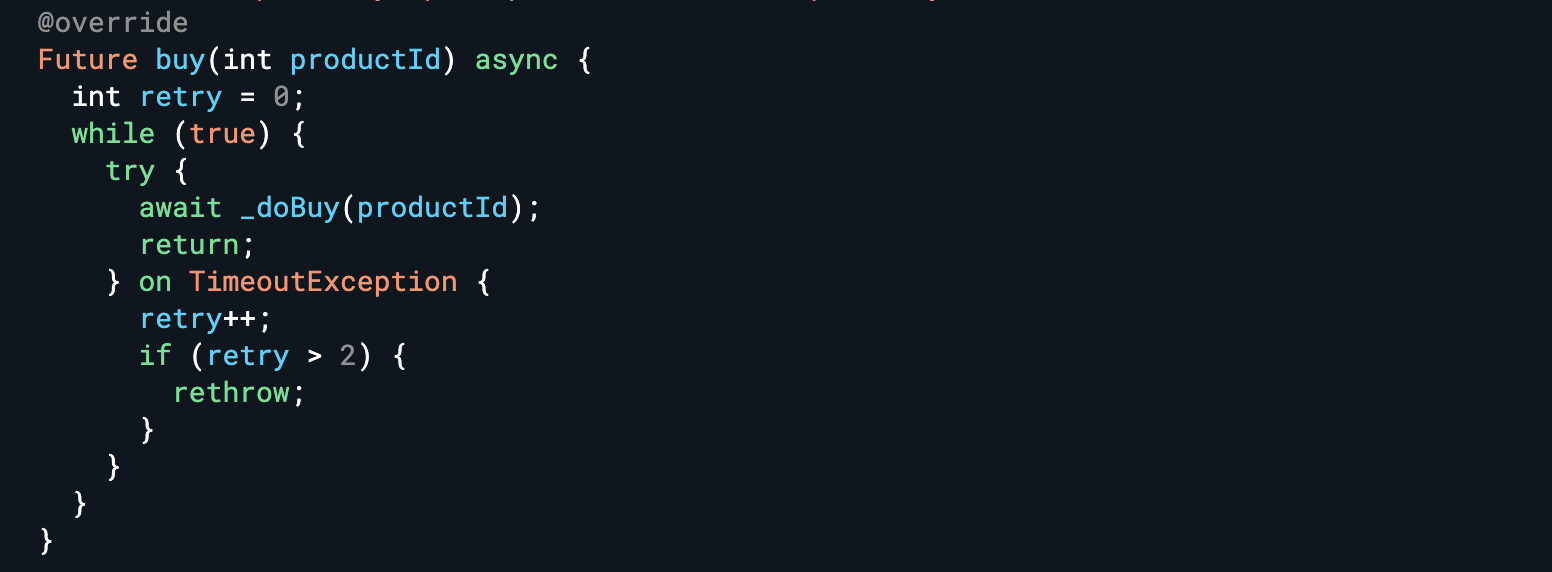 @override
Future buy(int productId) async {
  int retry = 0;
  while (true) {
    try {
      await _doBuy(productId);
      return;
    } on TimeoutException {
      retry++;
      if (retry > 2) {
        rethrow;
      }
    }
  }
}